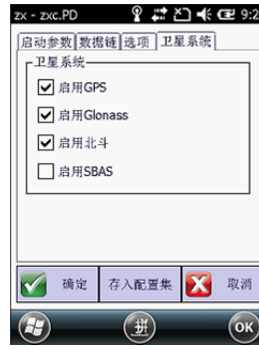 zx - zxc.PD 9:2
启动参数 数据链 选项 卫星系统
卫星系统
启用GPS
启用Glonass
启用北斗
启用SBAS
确定 存入配置集 取消
拼 OK